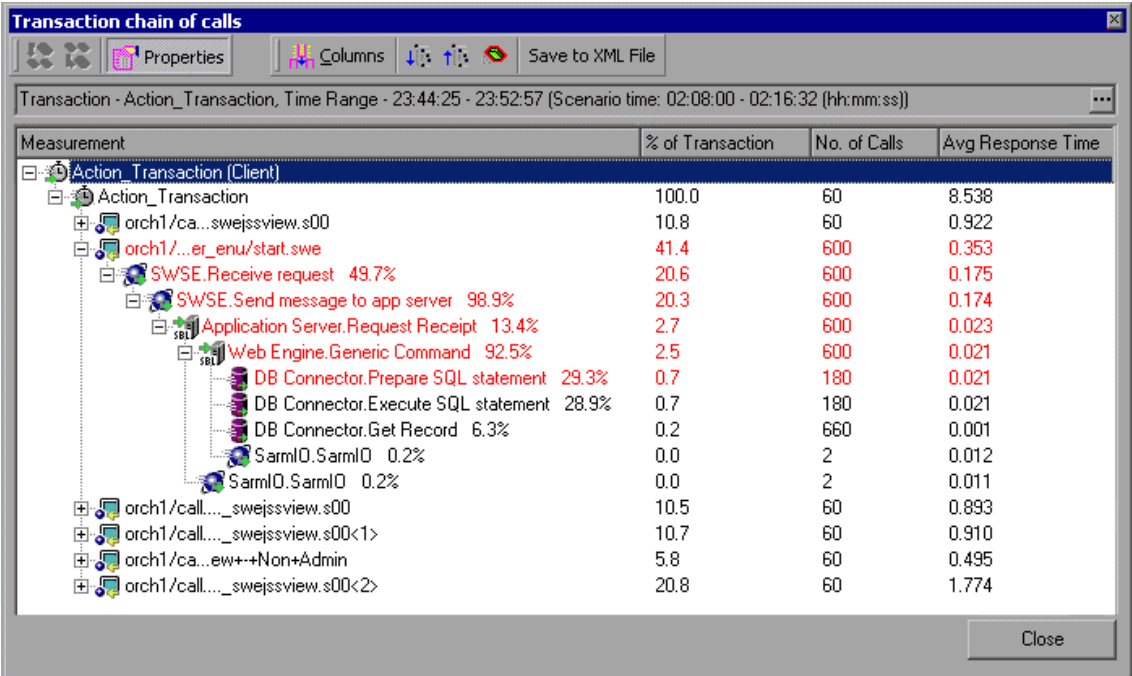 Transaction chain of calls
Properties Columns Save to XML File
Transaction - Action_Transaction, Time Range - 23:44:25 - 23:52:57 (Scenario time: 02:08:00 - 02:16:32 (hh:mm:ss)) ...
Measurement % of Transaction No. of Calls Avg Response Time
Action_Transaction (Client)
Action_Transaction 100.0 60 8.538
orch1/ca...swejssview.s00 10.8 60 0.922
orch1/...er_enu/start.swe 41.4 600 0.353
SWSE.Receive request 49.7% 20.6 600 0.175
SWSE.Send message to app server 98.9% 20.3 600 0.174
SBL Application Server.Request Receipt 13.4% 2.7 600 0.023
SBL Web Engine.Generic Command 92.5% 2.5 600 0.021
DB Connector.Prepare SQL statement 29.3% 0.7 180 0.021
DB Connector.Execute SQL statement 28.9% 0.7 180 0.021
DB Connector.Get Record 6.3% 0.2 660 0.001
SarmIO.SarmIO 0.2% 0.0 2 0.012
SarmIO.SarmIO 0.2% 0.0 2 0.011
orch1/call...._swejssview.s00 10.5 60 0.893
orch1/call...._swejssview.s00<1> 10.7 60 0.910
orch1/ca...ew+-+Non+Admin 5.8 60 0.495
orch1/call...._swejssview.s00<2> 20.8 60 1.774
Close